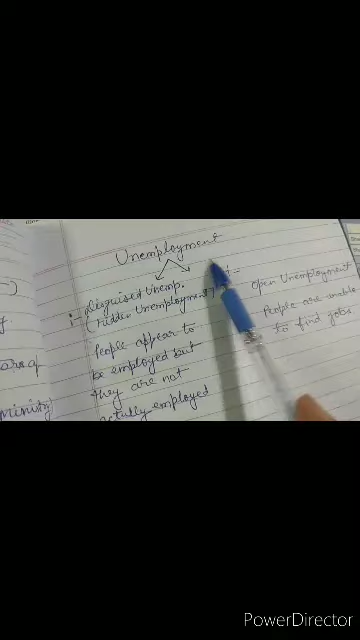 Unemployment
i- Disguised Unemp.
(Hidden Unemployment)
People appear to
be employed but
they are not
actually employed
Open Unemployment
People are unable
to find jobs
ministry
PowerDirector